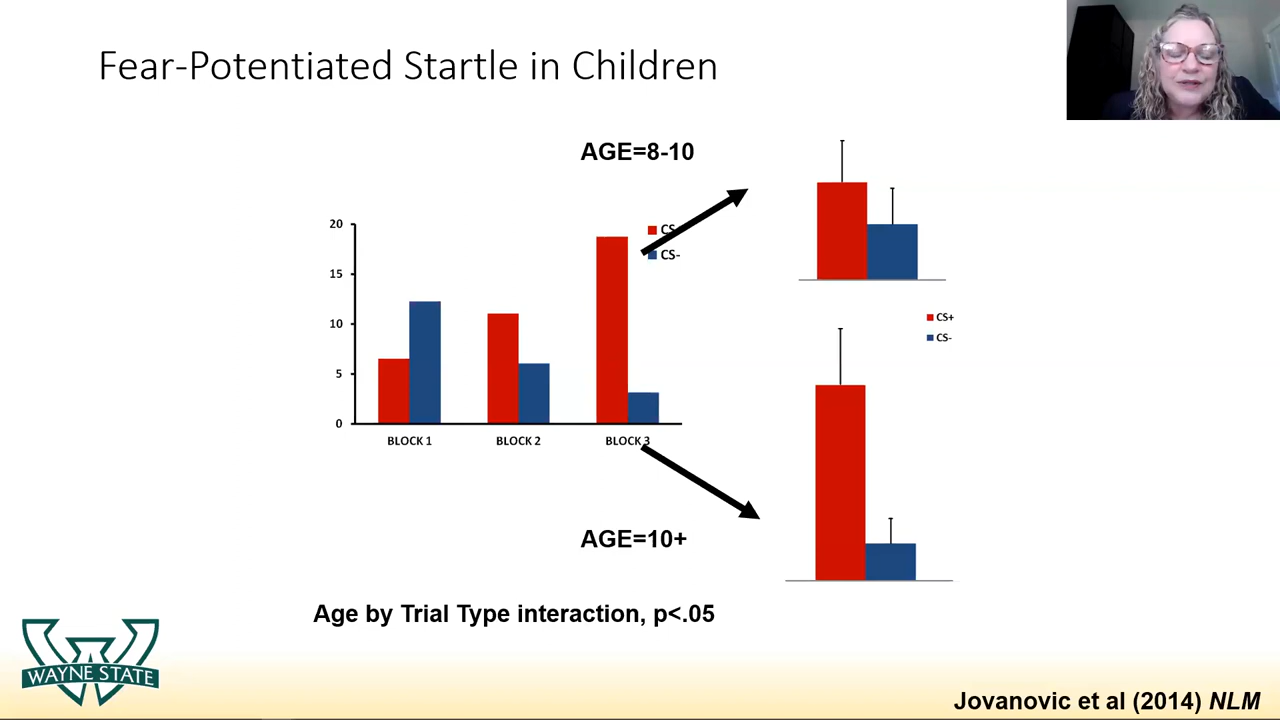 Fear-Potentiated Startle in Children
AGE=8-10
20
15
10
5
0
CS-
BLOCK 1
BLOCK 2
BLOCK 3
CS+
CS-
AGE=10+
Age by Trial Type interaction, p<.05
WAYNE STATE
Jovanovic et al (2014) NLM